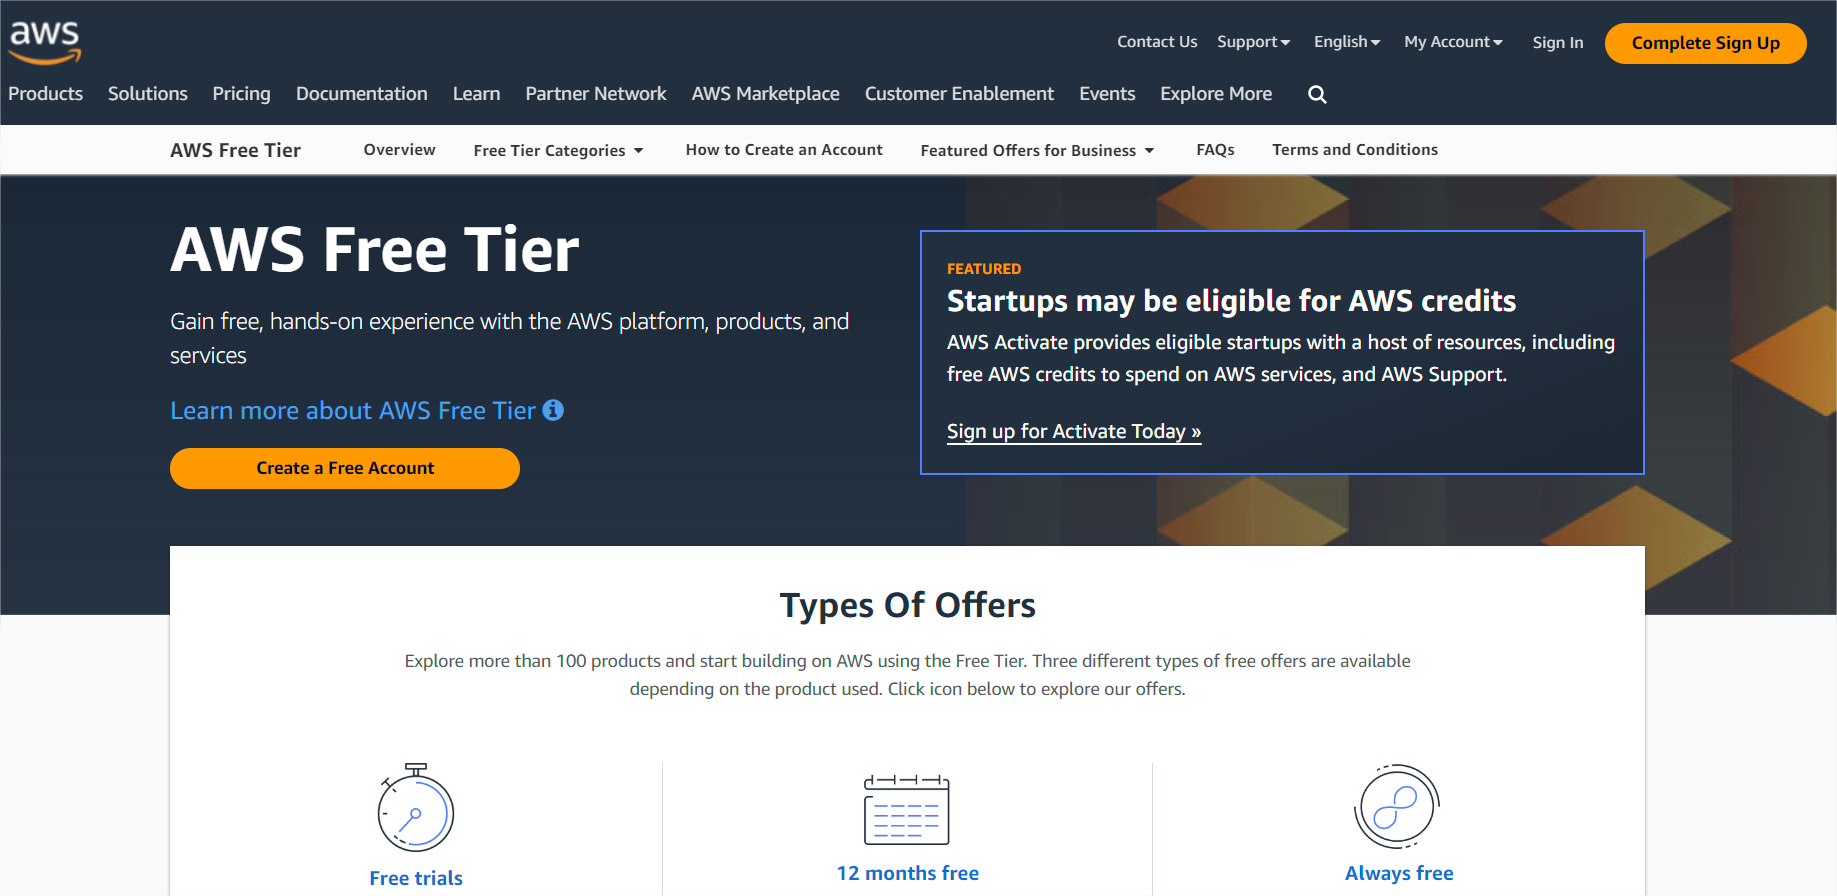 aws
Contact Us Support English My Account Sign In Complete Sign Up
Products Solutions Pricing Documentation Learn Partner Network AWS Marketplace Customer Enablement Events Explore More
AWS Free Tier Overview Free Tier Categories How to Create an Account Featured Offers for Business FAQs Terms and Conditions
AWS Free Tier
Gain free, hands-on experience with the AWS platform, products, and
services
Learn more about AWS Free Tier
Create a Free Account
FEATURED
Startups may be eligible for AWS credits
AWS Activate provides eligible startups with a host of resources, including
free AWS credits to spend on AWS services, and AWS Support.
Sign up for Activate Today »
Types Of Offers
Explore more than 100 products and start building on AWS using the Free Tier. Three different types of free offers are available
depending on the product used. Click icon below to explore our offers.
Free trials
12 months free
Always free